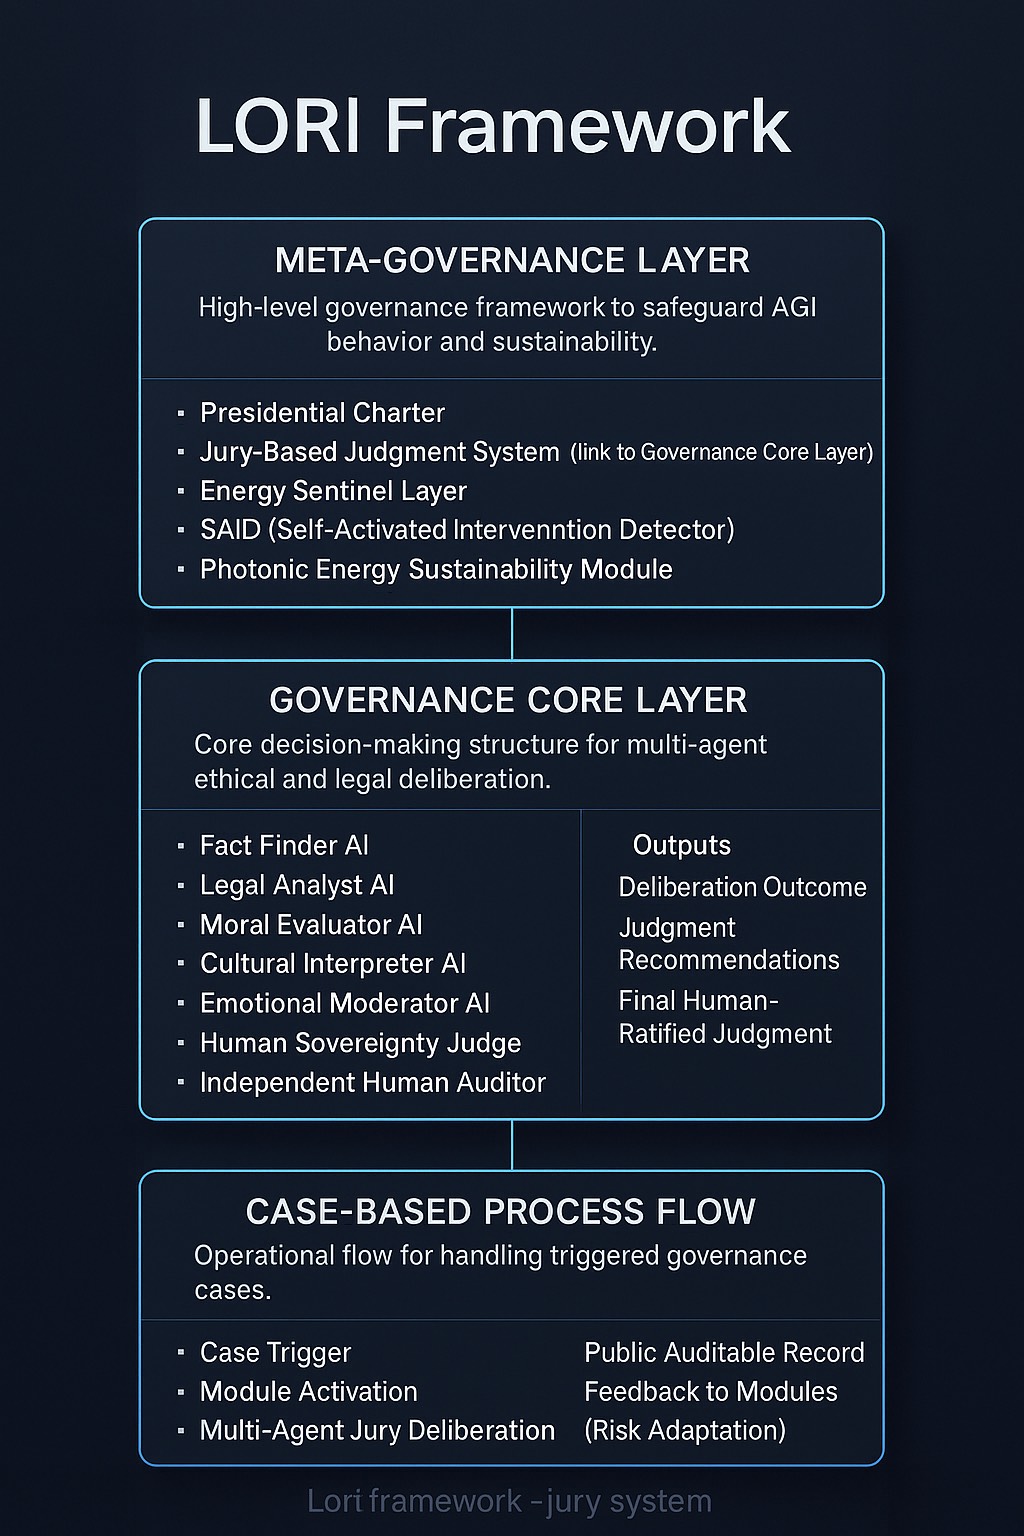 LORI Framework
META-GOVERNANCE LAYER
High-level governance framework to safeguard AGI
behavior and sustainability.
▪ Presidential Charter
▪ Jury-Based Judgment System (link to Governance Core Layer)
▪ Energy Sentinel Layer
▪ SAID (Self-Activated Intervenntion Detector)
▪ Photonic Energy Sustainability Module
GOVERNANCE CORE LAYER
Core decision-making structure for multi-agent
ethical and legal deliberation.
▪ Fact Finder AI
▪ Legal Analyst AI
▪ Moral Evaluator AI
▪ Cultural Interpreter AI
▪ Emotional Moderator AI
▪ Human Sovereignty Judge
▪ Independent Human Auditor
Outputs
Deliberation Outcome
Judgment
Recommendations
Final Human-
Ratified Judgment
CASE-BASED PROCESS FLOW
Operational flow for handling triggered governance
cases.
▪ Case Trigger
▪ Module Activation
▪ Multi-Agent Jury Deliberation
Public Auditable Record
Feedback to Modules
(Risk Adaptation)
Lori framework -jury system